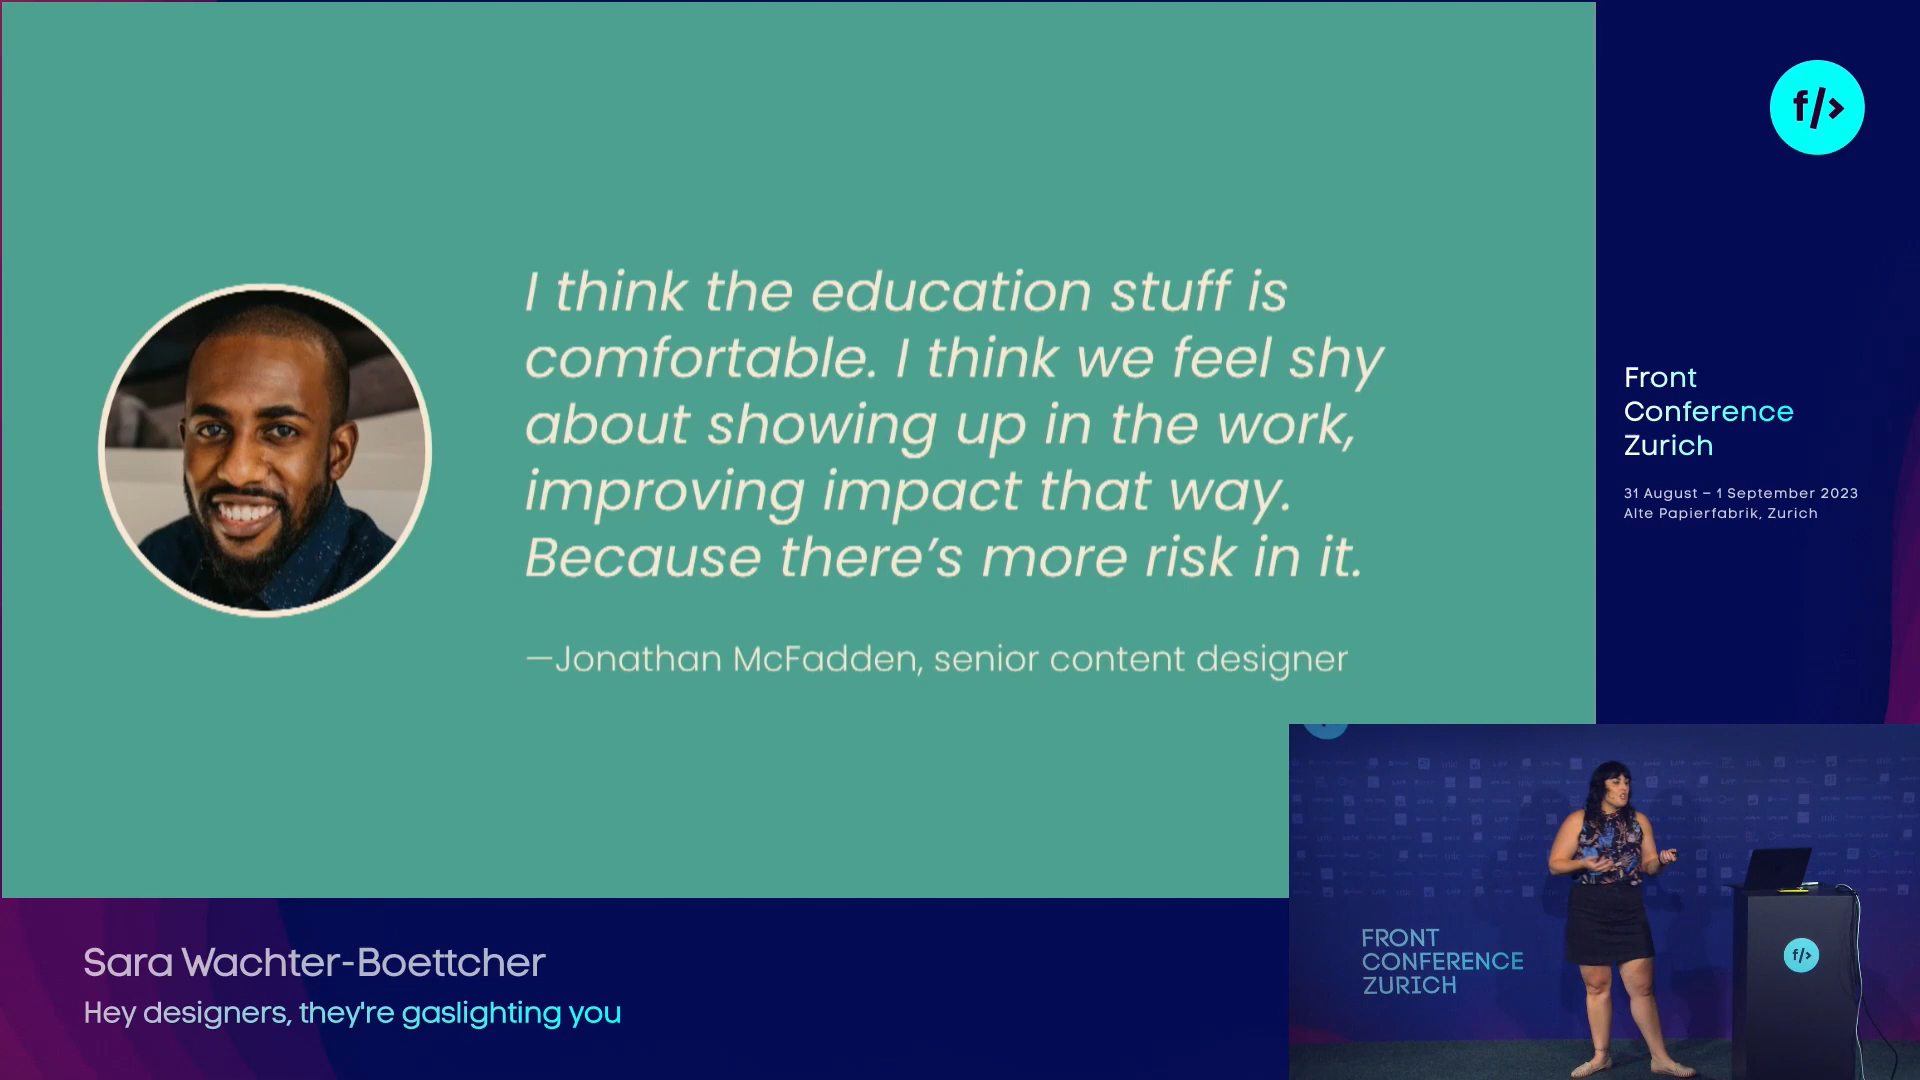 I think the education stuff is
comfortable. I think we feel shy
about showing up in the work,
improving impact that way.
Because there’s more risk in it.
—Jonathan McFadden, senior content designer
f/>
Front
Conference
Zurich
31 August – 1 September 2023
Alte Papierfabrik, Zurich
Sara Wachter-Boettcher
Hey designers, they're gaslighting you
FRONT
CONFERENCE
ZURICH
f/>